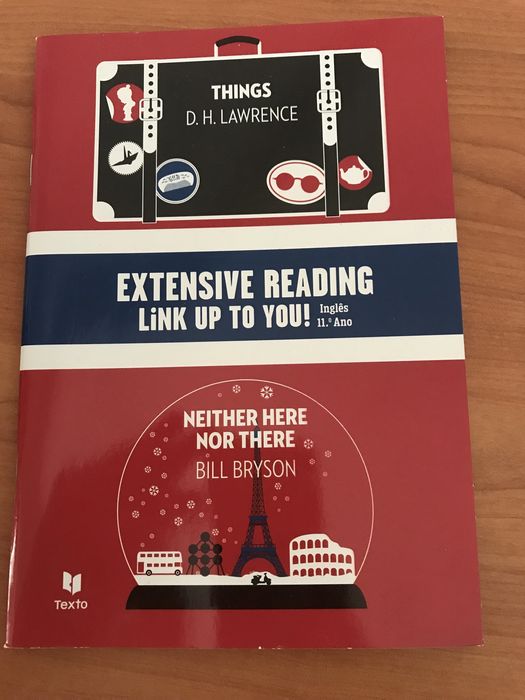 THINGS
D. H. LAWRENCE
EXTENSIVE READING
LiNK UP TO YOU! Inglês
11.º Ano
NEITHER HERE
NOR THERE
BILL BRYSON
Texto